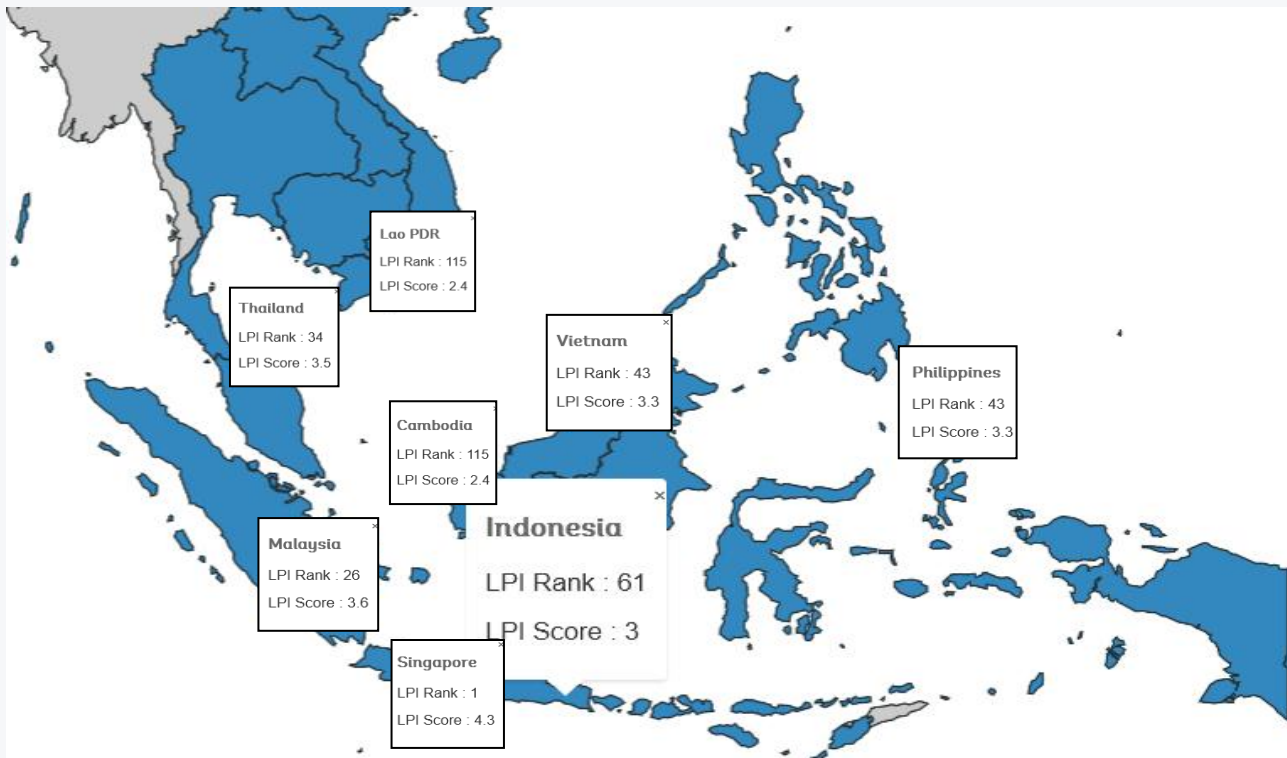 Lao PDR
LPI Rank : 115
LPI Score : 2.4
Thailand
LPI Rank : 34
LPI Score : 3.5
Vietnam
LPI Rank : 43
LPI Score : 3.3
Philippines
LPI Rank : 43
LPI Score : 3.3
Cambodia
LPI Rank : 115
LPI Score : 2.4
Indonesia
LPI Rank : 61
LPI Score : 3
Malaysia
LPI Rank : 26
LPI Score : 3.6
Singapore
LPI Rank : 1
LPI Score : 4.3